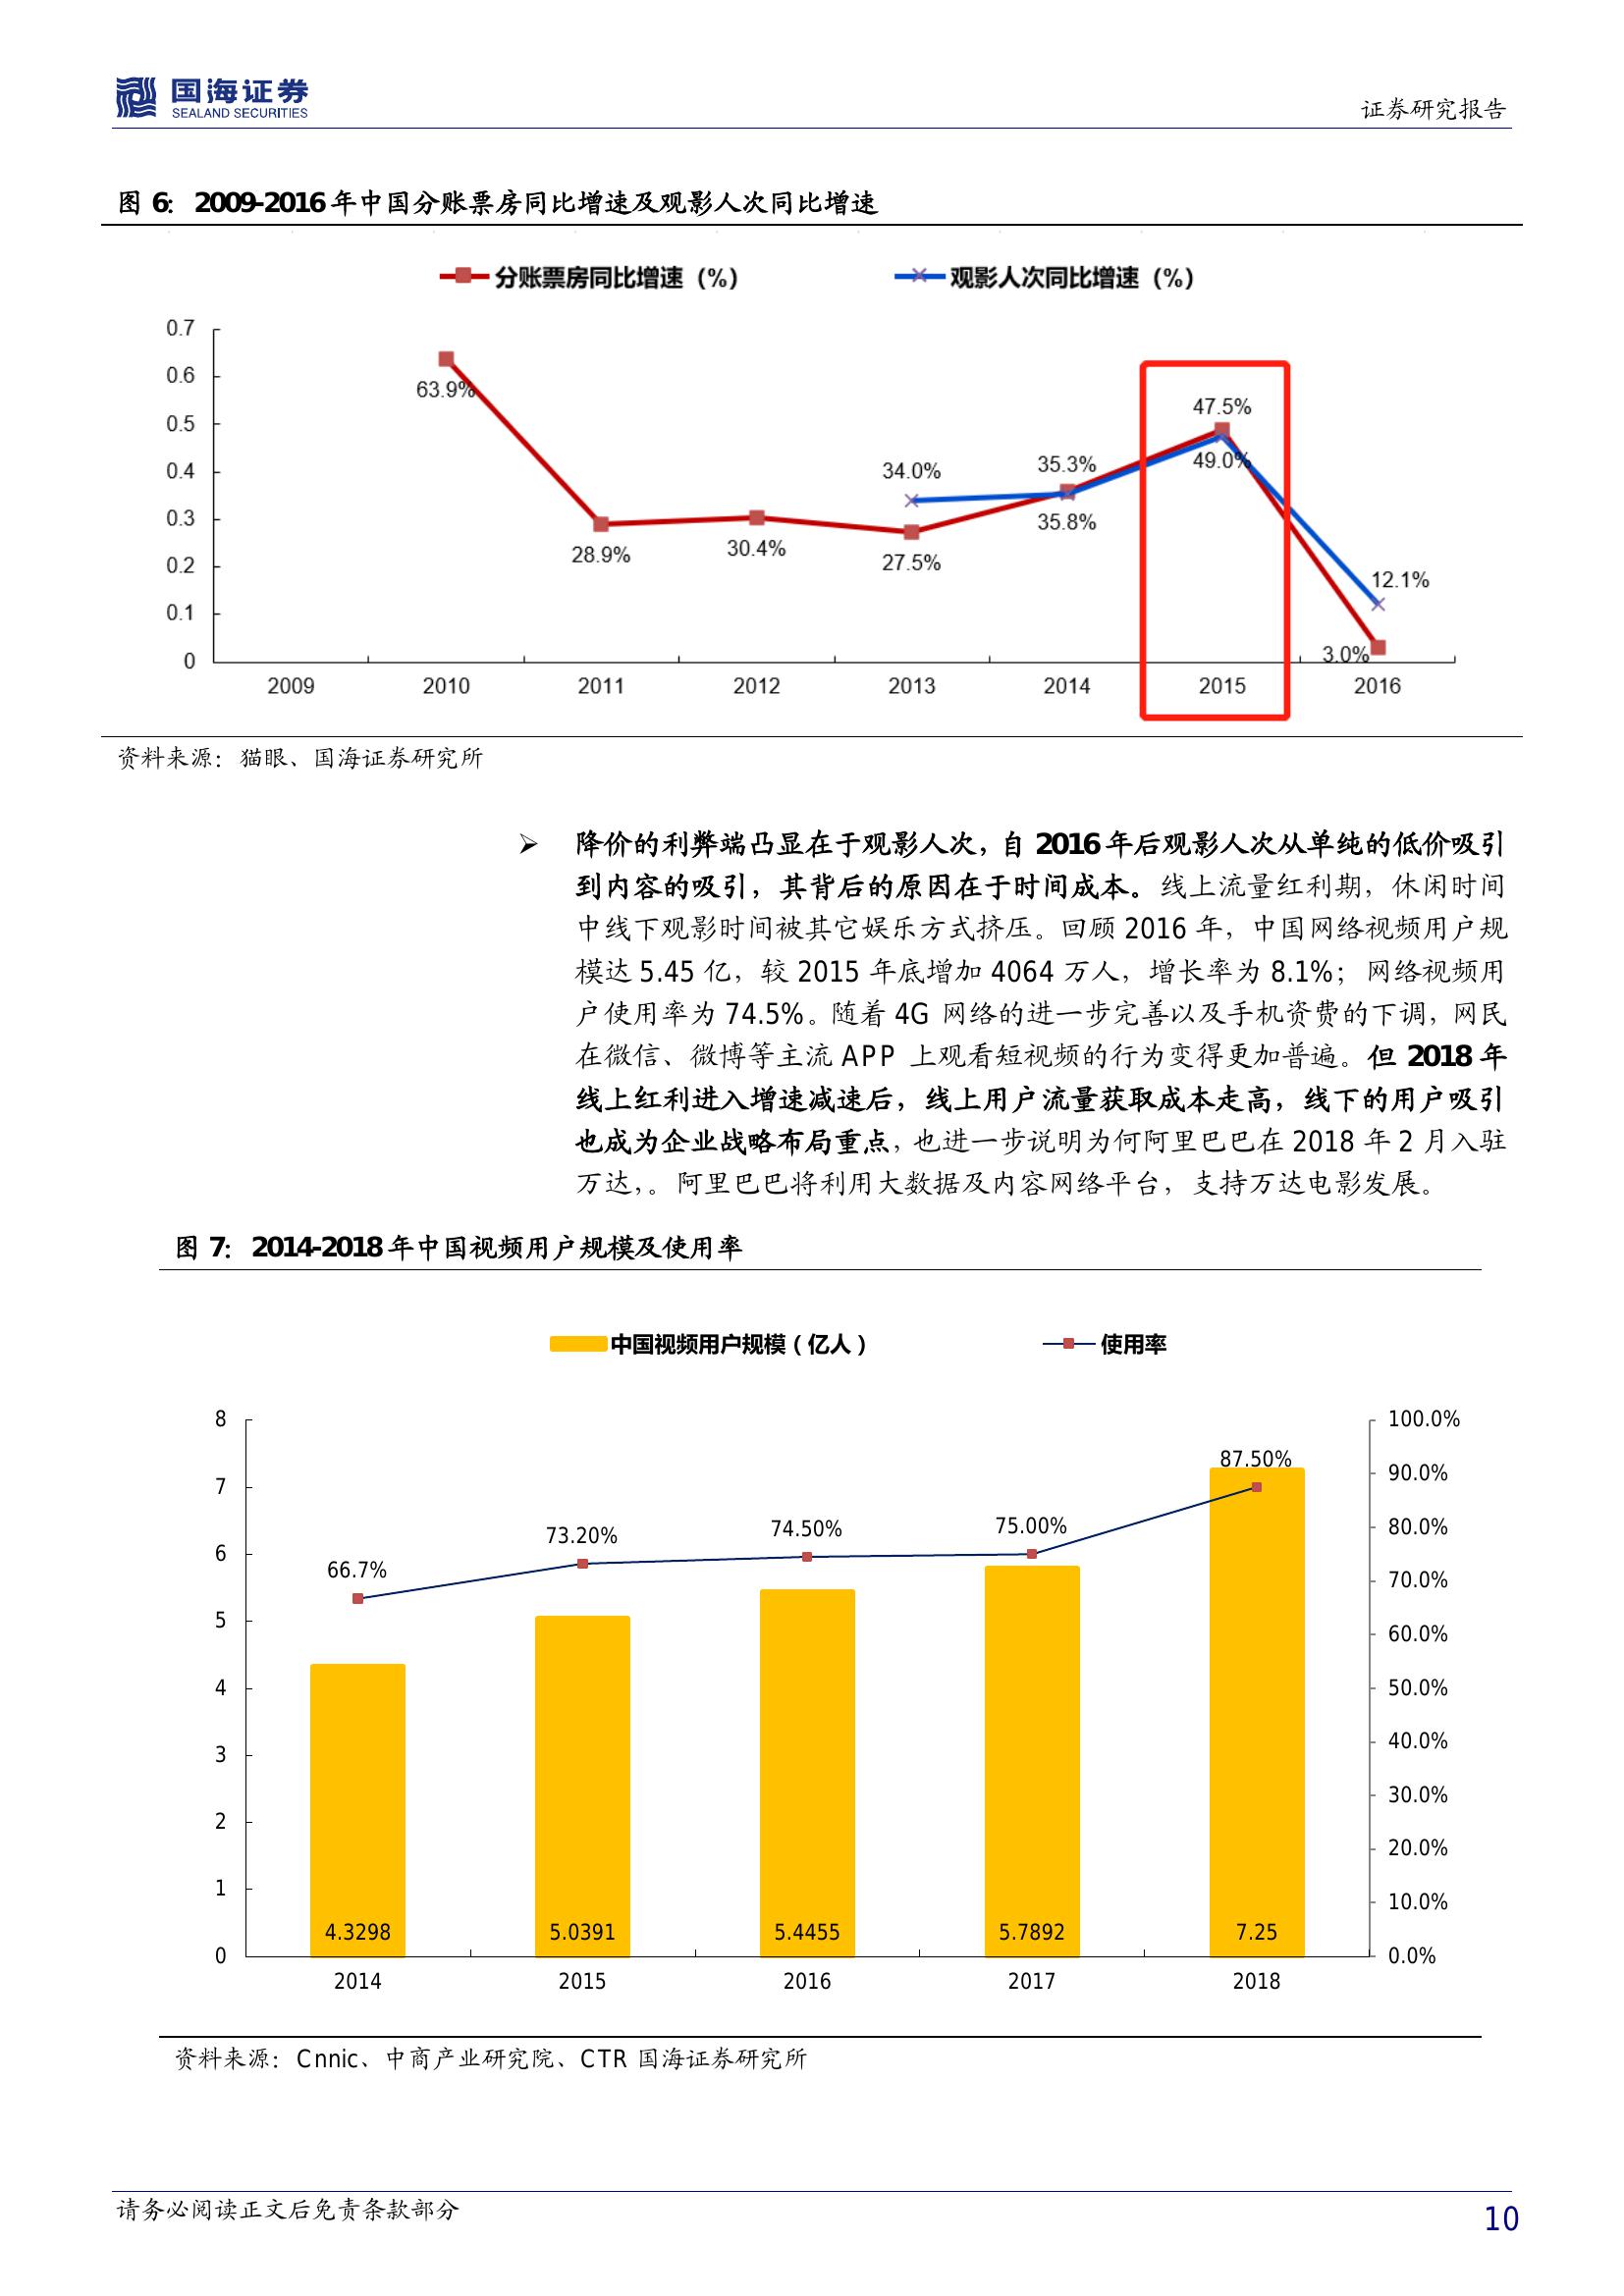 国海证券
SEALAND SECURITIES
证券研究报告
图 6: 2009-2016 年中国分账票房同比增速及观影人次同比增速
分账票房同比增速（%） 观影人次同比增速（%）
0.7
0.6
0.5
0.4
0.3
0.2
0.1
0
63.9%
28.9%
30.4%
34.0%
27.5%
35.3%
35.8%
47.5%
49.0%
12.1%
3.0%
2009 2010 2011 2012 2013 2014 2015 2016
资料来源：猫眼、国海证券研究所
降价的利弊端凸显在于观影人次，自 2016 年后观影人次从单纯的低价吸引
到内容的吸引，其背后的原因在于时间成本。线上流量红利期，休闲时间
中线下观影时间被其它娱乐方式挤压。回顾 2016 年，中国网络视频用户规
模达 5.45 亿，较 2015 年底增加 4064 万人，增长率为 8.1%；网络视频用
户使用率为 74.5%。随着 4G 网络的进一步完善以及手机资费的下调，网民
在微信、微博等主流 APP 上观看短视频的行为变得更加普遍。但 2018 年
线上红利进入增速减速后，线上用户流量获取成本走高，线下的用户吸引
也成为企业战略布局重点，也进一步说明为何阿里巴巴在 2018 年 2 月入驻
万达，。阿里巴巴将利用大数据及内容网络平台，支持万达电影发展。
图 7: 2014-2018 年中国视频用户规模及使用率
中国视频用户规模（亿人） 使用率
8
7
6
5
4
3
2
1
0
100.0%
90.0%
80.0%
70.0%
60.0%
50.0%
40.0%
30.0%
20.0%
10.0%
0.0%
66.7%
73.20%
74.50%
75.00%
87.50%
4.3298 5.0391 5.4455 5.7892 7.25
2014 2015 2016 2017 2018
资料来源：Cnnic、中商产业研究院、CTR 国海证券研究所
请务必阅读正文后免责条款部分
10